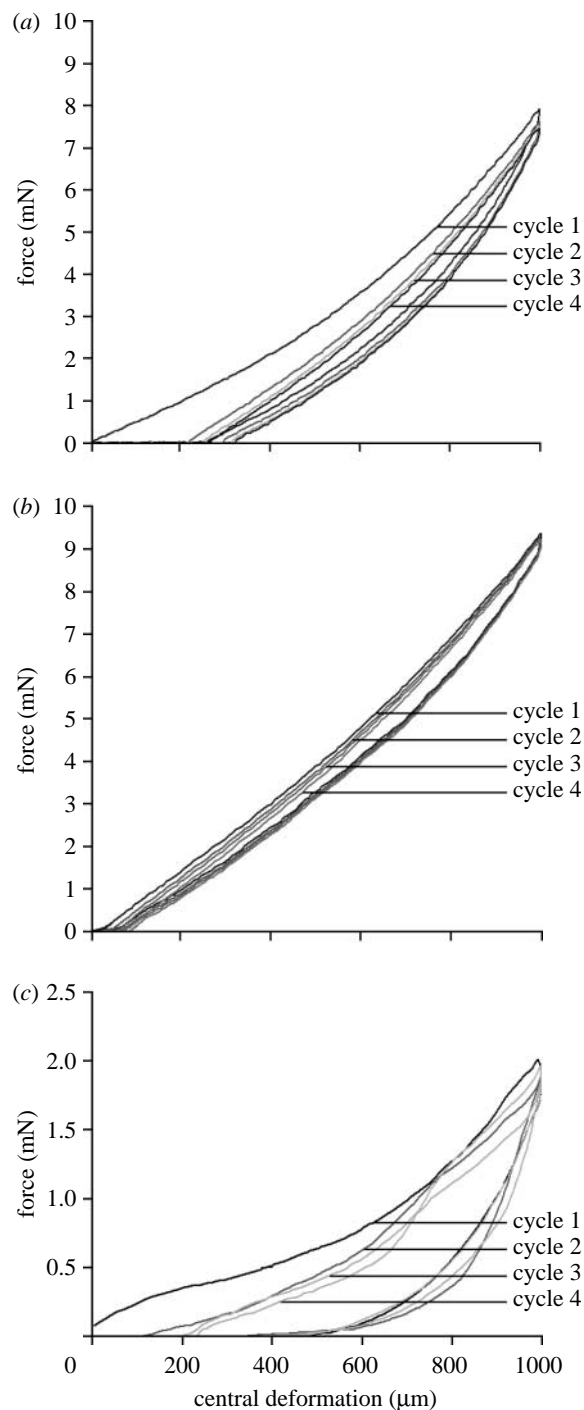 (a)
10
9
8
7
6
5
4
3
2
1
0
force (mN)
cycle 1
cycle 2
cycle 3
cycle 4
(b)
10
9
8
7
6
5
4
3
2
1
0
force (mN)
cycle 1
cycle 2
cycle 3
cycle 4
(c)
2.5
2.0
1.5
1.0
0.5
force (mN)
cycle 1
cycle 2
cycle 3
cycle 4
0 200 400 600 800 1000
central deformation (μm)